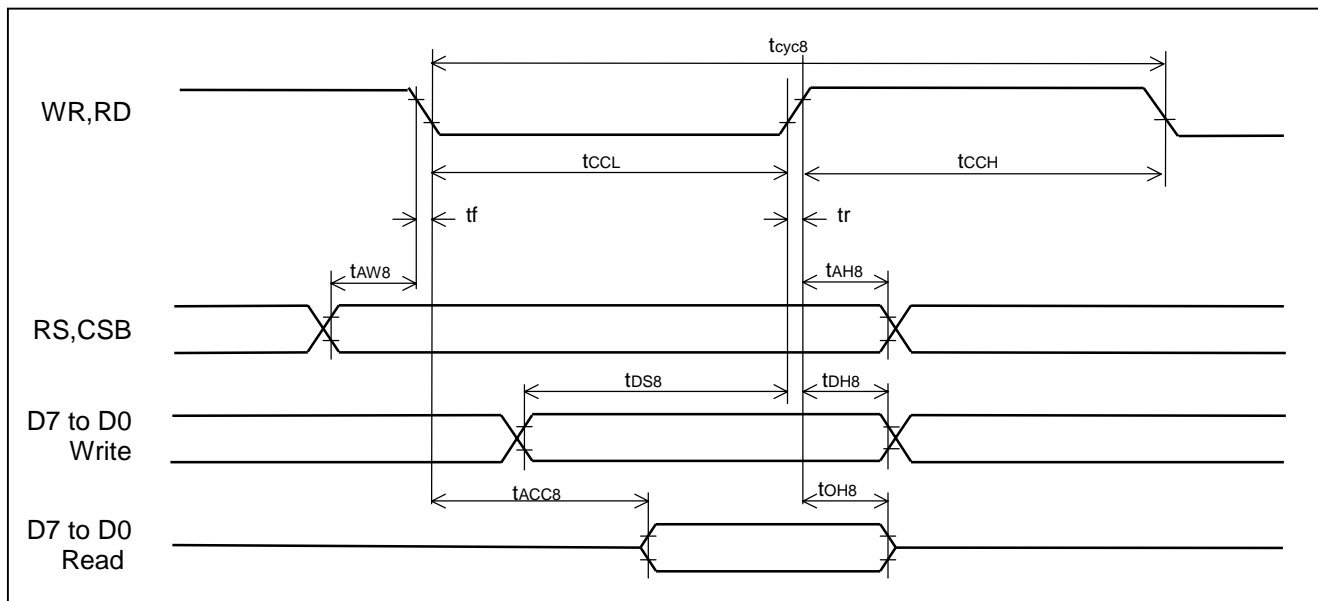 tcyc8
WR,RD
tCCL
tCCH
tf
tr
tAW8
tAH8
RS,CSB
tDS8
tDH8
D7 to D0
Write
tACC8
tOH8
D7 to D0
Read